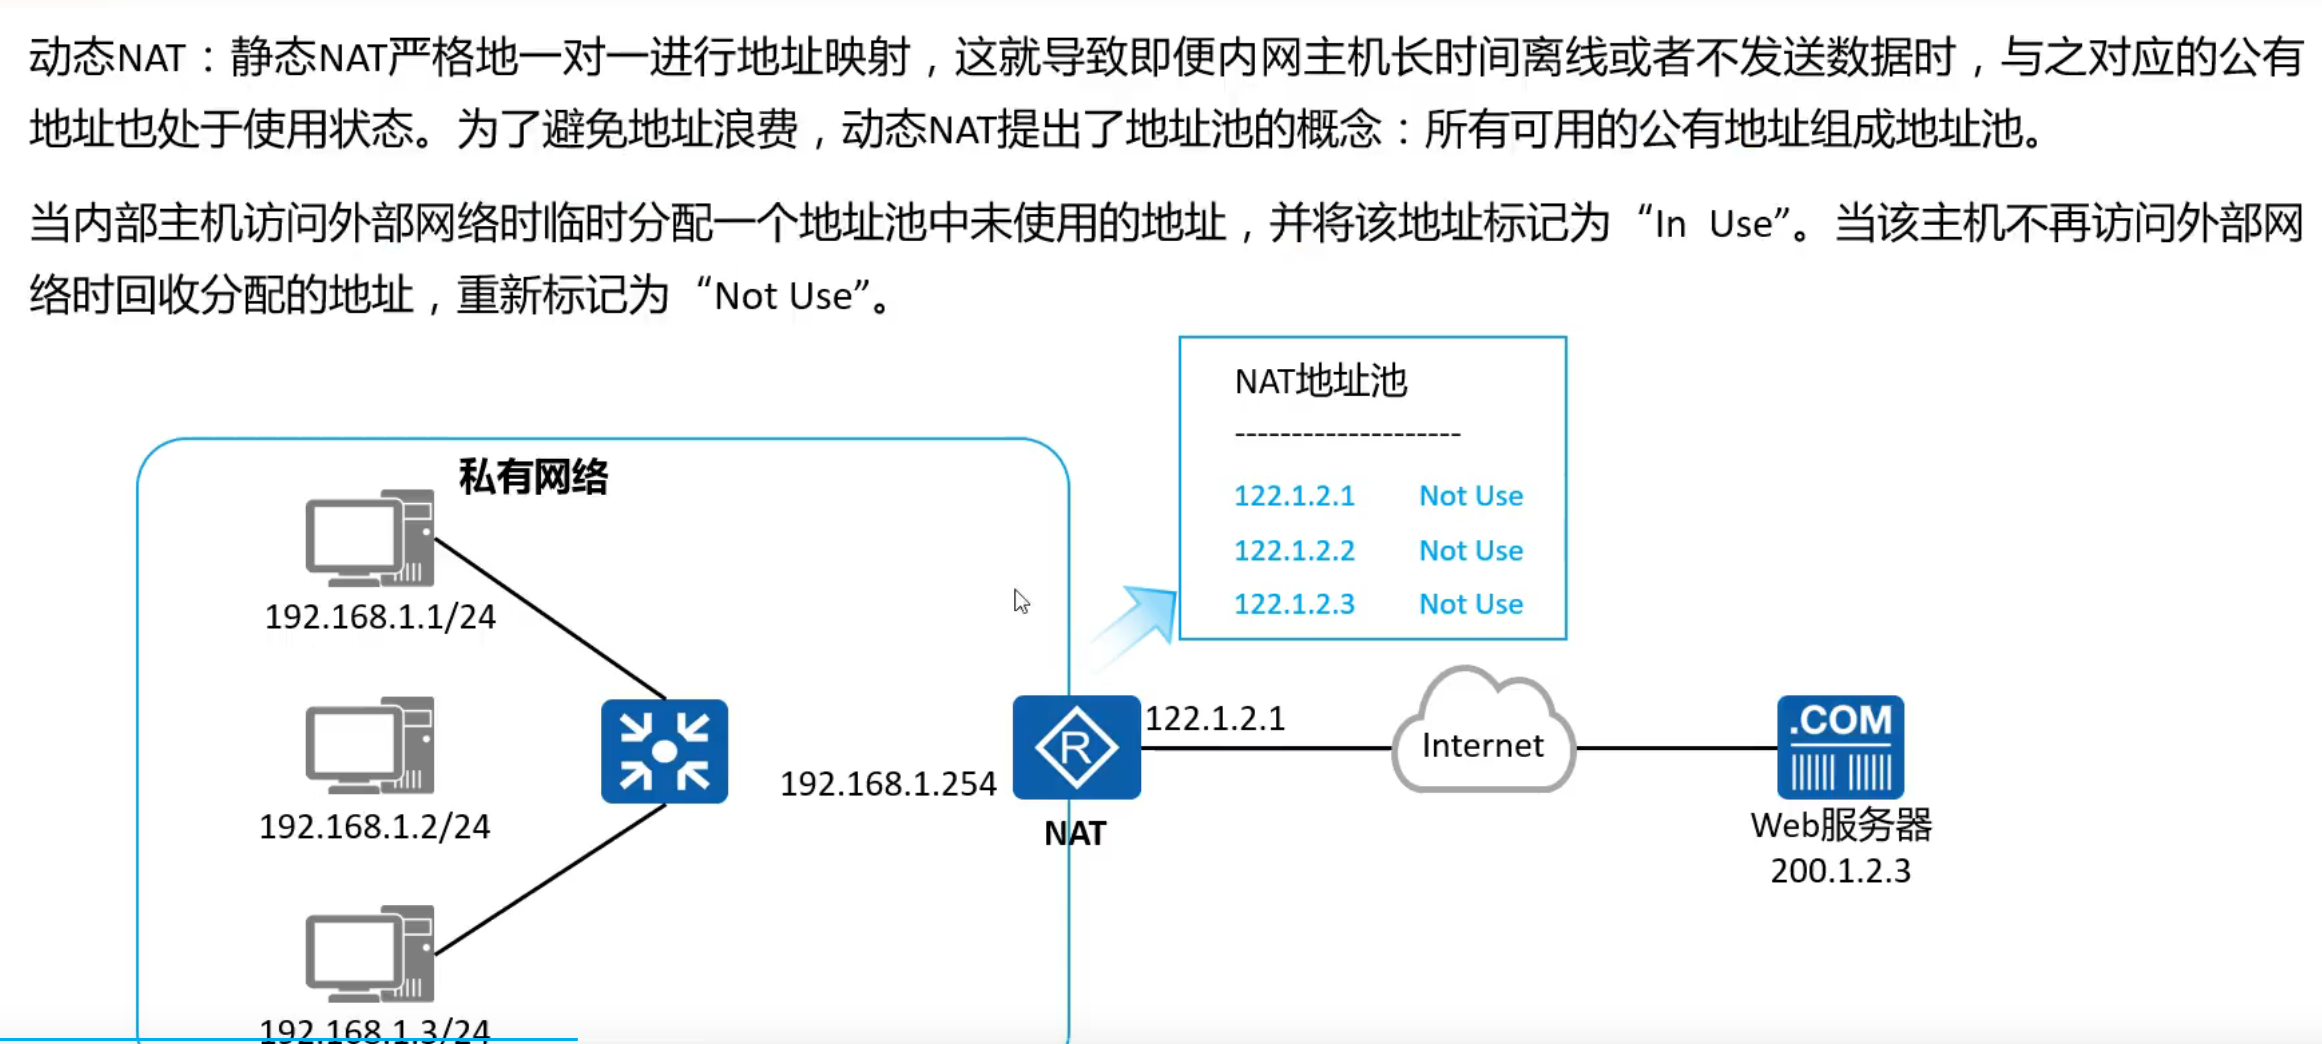 动态NAT：静态NAT严格地一对一进行地址映射，这就导致即便内网主机长时间离线或者不发送数据时，与之对应的公有
地址也处于使用状态。为了避免地址浪费，动态NAT提出了地址池的概念：所有可用的公有地址组成地址池。
当内部主机访问外部网络时临时分配一个地址池中未使用的地址，并将该地址标记为“In Use”。当该主机不再访问外部网
络时回收分配的地址，重新标记为“Not Use”。
NAT地址池
--------------------
122.1.2.1 Not Use
122.1.2.2 Not Use
122.1.2.3 Not Use
私有网络
192.168.1.1/24
192.168.1.2/24
192.168.1.3/24
192.168.1.254
R
NAT
122.1.2.1
Internet
.COM
Web服务器
200.1.2.3